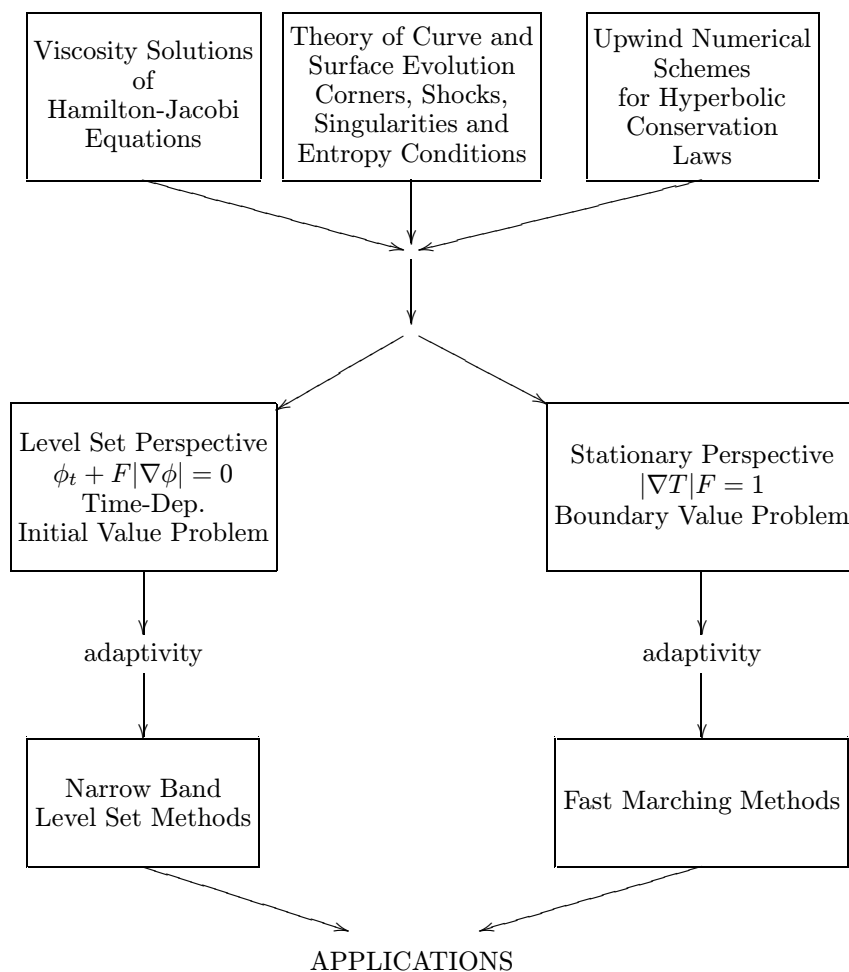 Viscosity Solutions
of
Hamilton-Jacobi
Equations
Theory of Curve and
Surface Evolution
Corners, Shocks,
Singularities and
Entropy Conditions
Upwind Numerical
Schemes
for Hyperbolic
Conservation
Laws
Level Set Perspective
ϕₜ + F|∇ϕ| = 0
Time-Dep.
Initial Value Problem
Stationary Perspective
|∇T|F = 1
Boundary Value Problem
adaptivity
adaptivity
Narrow Band
Level Set Methods
Fast Marching Methods
APPLICATIONS